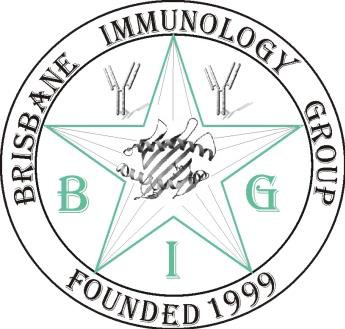 BRISBANE IMMUNOLOGY GROUP
B I G
FOUNDED 1999